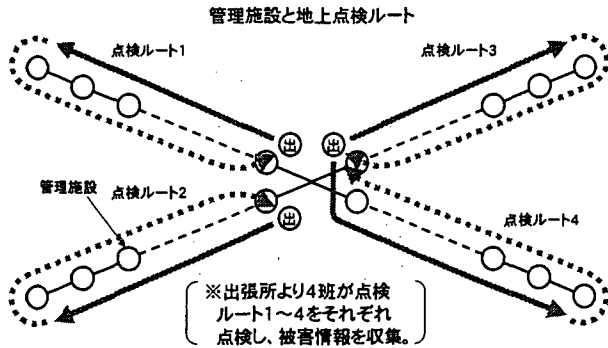 管理施設と地上点検ルート
点検ルート1
点検ルート3
出
出
管理施設
点検ルート2
出
点検ルート4
※出張所より4班が点検
ルート1～4をそれぞれ
点検し、被害情報を収集。